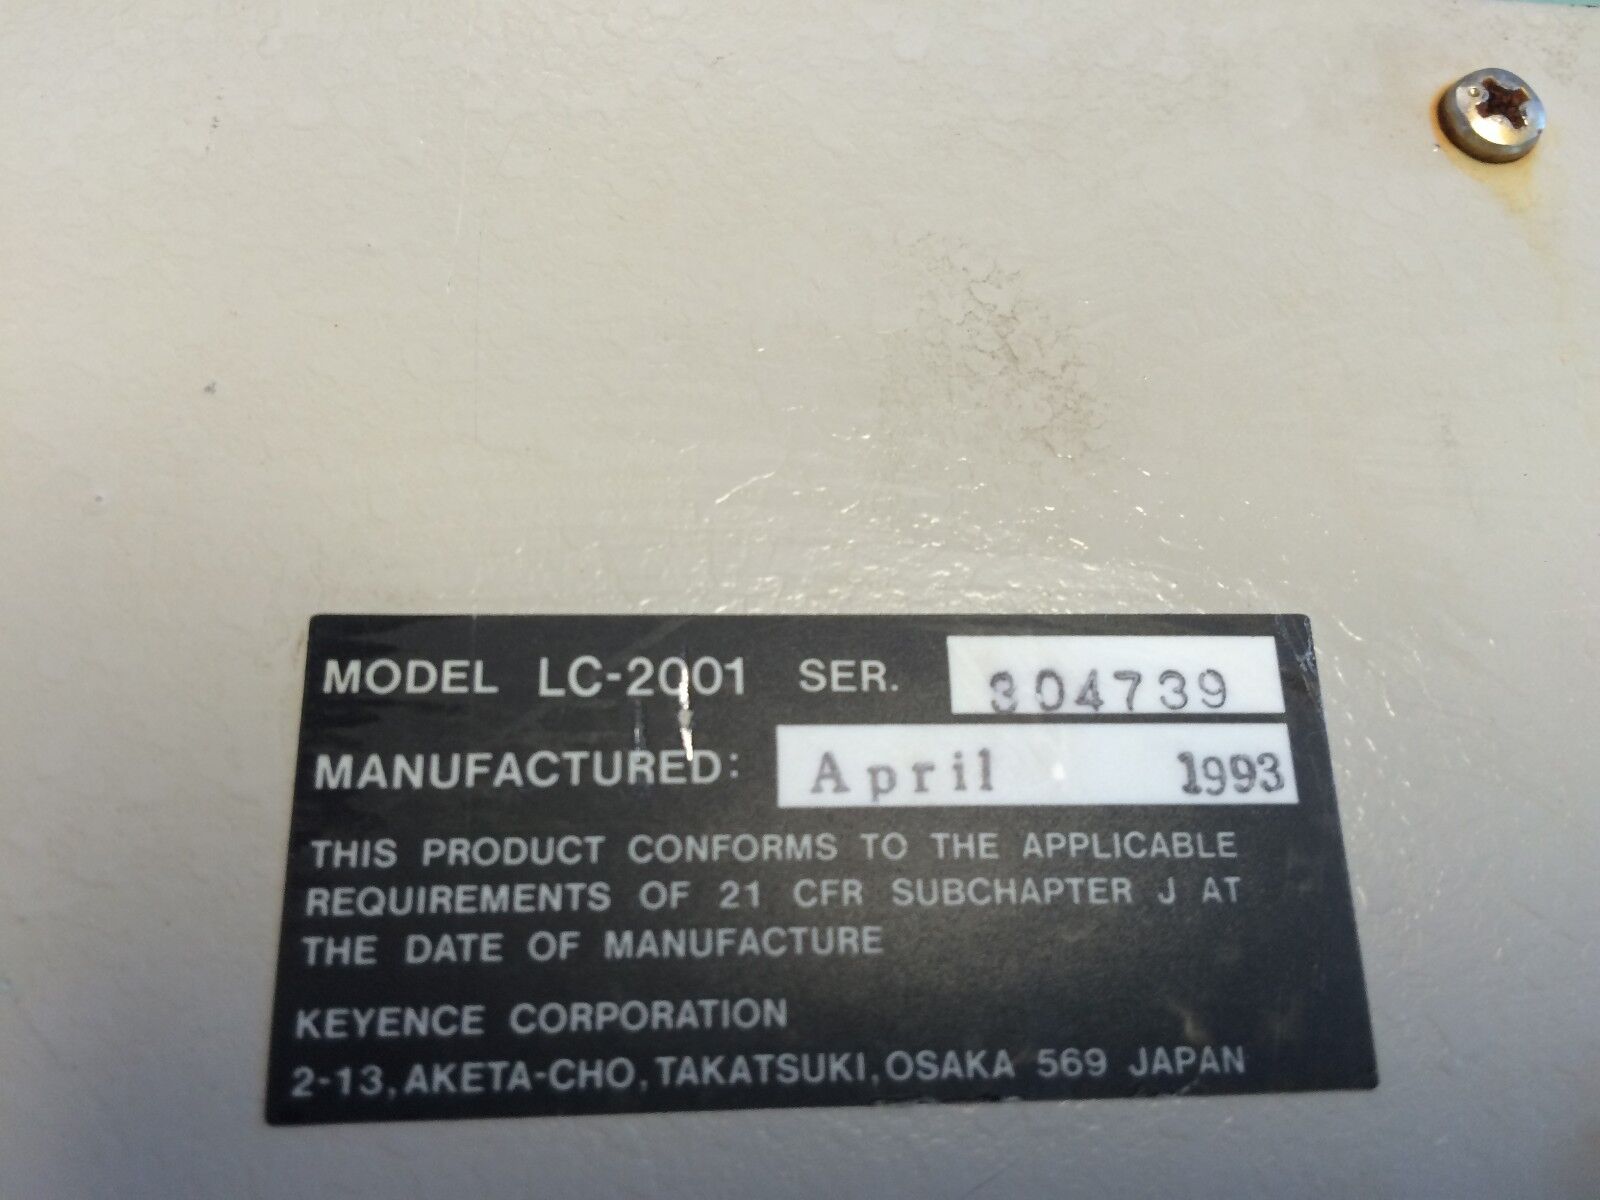 MODEL LC-2001 SER. 304739
MANUFACTURED: April 1993
THIS PRODUCT CONFORMS TO THE APPLICABLE
REQUIREMENTS OF 21 CFR SUBCHAPTER J AT
THE DATE OF MANUFACTURE
KEYENCE CORPORATION
2-13, AKETA-CHO, TAKATSUKI, OSAKA 569 JAPAN